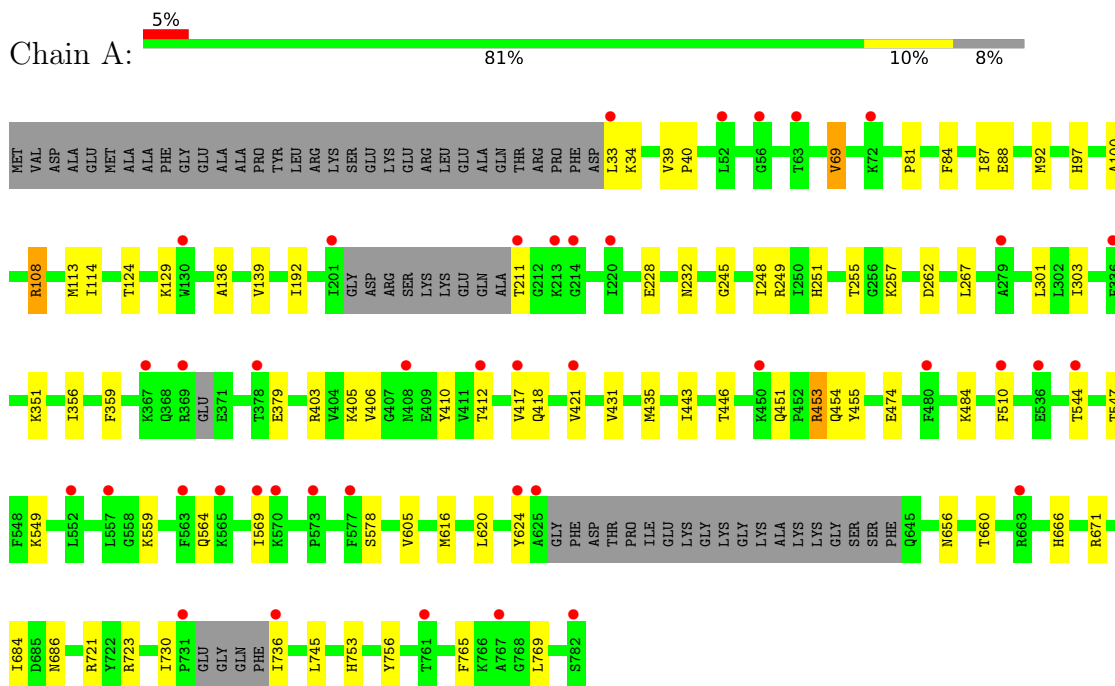 5%
Chain A:
81% 10% 8%
MET VAL ASP ALA GLU MET ALA ALA PHE GLY GLU ALA ALA PRO TYR LEU ARG LYS SER GLU LYS GLU ARG LEU GLU ALA GLN THR ARG PRO PHE ASP L33 K34 V39 P40 L52 G56 T63 V69 K72 P81 F84 I87 E88 M92 H97 A100
R108 M113 I114 T124 K129 W130 A136 V139 I192 I201 GLY ASP ARG SER LYS LYS GLU GLN ALA T211 G212 K213 G214 I220 E228 N232 G245 I248 R249 I250 H251 T255 G256 K257 D262 L267 A279 L301 L302 I303 E336
K351 I356 F359 K367 Q368 R369 GLU E371 T378 E379 R403 V404 K405 V406 G407 N408 E409 Y410 V411 T412 V417 Q418 V421 V431 M435 I443 T446 K450 Q451 P452 R453 Q454 Y455 E474 F480 K484 F510 E536 T544 T547
F548 K549 L552 L557 G558 K559 F563 Q564 K565 I569 K570 P573 F577 S578 V605 M616 L620 Y624 A625 GLY PHE ASP THR PRO ILE GLU LYS GLY LYS GLY LYS ALA LYS LYS GLY SER SER PHE Q645 N656 T660 R663 H666 R671
I684 D685 N686 R721 Y722 R723 I730 P731 GLU GLY GLN PHE I736 L745 H753 Y756 T761 F765 K766 A767 G768 L769 S782